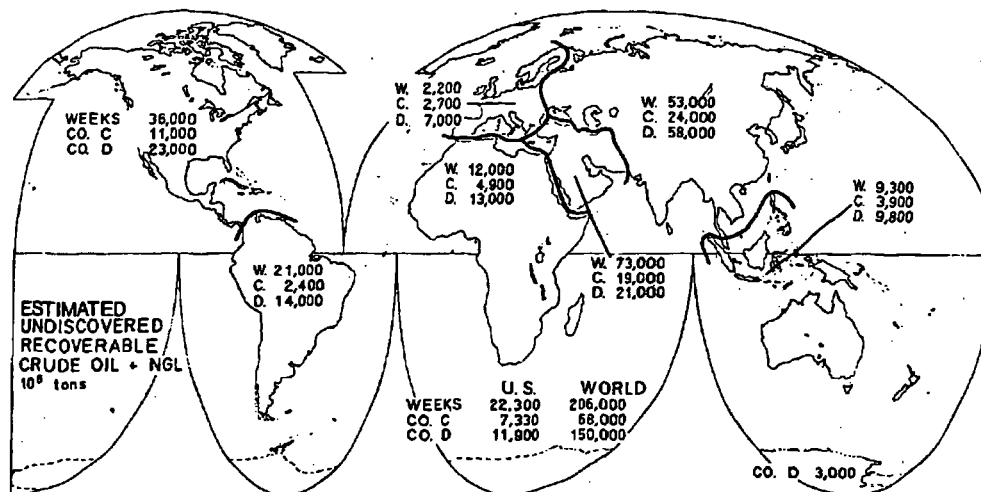 WEEKS 36,000
CO. C 11,000
CO. D 23,000
W. 2,200
C. 2,700
D. 7,000
W. 53,000
C. 24,000
D. 58,000
W. 12,000
C. 4,900
D. 13,000
W. 9,300
C. 3,900
D. 9,800
W. 73,000
C. 19,000
D. 21,000
W. 21,000
C. 2,400
D. 14,000
ESTIMATED
UNDISCOVERED
RECOVERABLE
CRUDE OIL + NGL
10⁶ tons
U.S. WORLD
WEEKS 22,300 206,000
CO. C 7,330 68,000
CO. D 11,900 150,000
CO. D 3,000